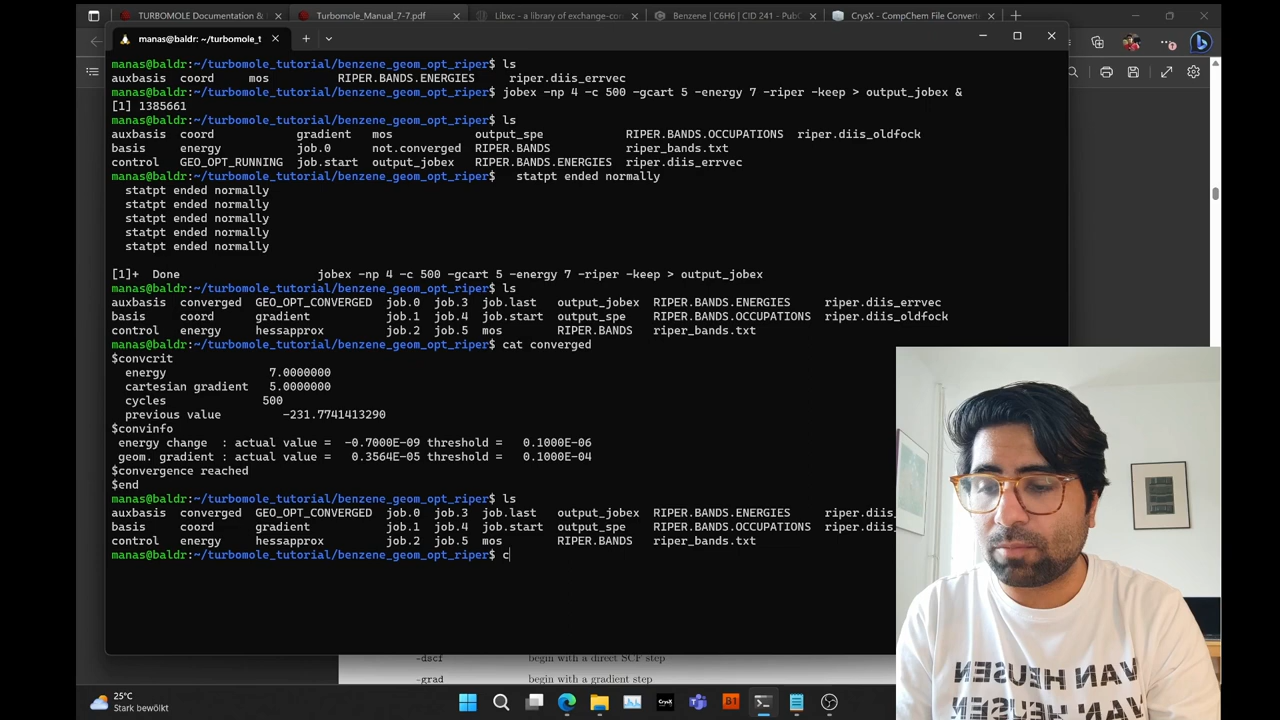 TURBOMOLE Documentation &
Turbomole_Manual_7-7.pdf
Libxc - a library of exchange-cor
Benzene | C6H6 | CID 241 - PubC
CrysX - CompChem File Convert
manas@baldr: ~/turbomole_t
manas@baldr:~/turbomole_tutorial/benzene_geom_opt_riper$ ls
auxbasis coord mos RIPER.BANDS.ENERGIES riper.diis_errvec
manas@baldr:~/turbomole_tutorial/benzene_geom_opt_riper$ jobex -np 4 -c 500 -gcart 5 -energy 7 -riper -keep > output_jobex &
[1] 1385661
manas@baldr:~/turbomole_tutorial/benzene_geom_opt_riper$ ls
auxbasis coord gradient mos output_spe RIPER.BANDS.OCCUPATIONS riper.diis_oldfock
basis energy job.0 not.converged RIPER.BANDS riper_bands.txt
control GEO_OPT_RUNNING job.start output_jobex RIPER.BANDS.ENERGIES riper.diis_errvec
manas@baldr:~/turbomole_tutorial/benzene_geom_opt_riper$ statpt ended normally
statpt ended normally
statpt ended normally
statpt ended normally
statpt ended normally
statpt ended normally
[1]+ Done jobex -np 4 -c 500 -gcart 5 -energy 7 -riper -keep > output_jobex
manas@baldr:~/turbomole_tutorial/benzene_geom_opt_riper$ ls
auxbasis converged GEO_OPT_CONVERGED job.0 job.3 job.last output_jobex RIPER.BANDS.ENERGIES riper.diis_errvec
basis coord gradient job.1 job.4 job.start output_spe RIPER.BANDS.OCCUPATIONS riper.diis_oldfock
control energy hessapprox job.2 job.5 mos RIPER.BANDS riper_bands.txt
manas@baldr:~/turbomole_tutorial/benzene_geom_opt_riper$ cat converged
$convcrit
energy 7.0000000
cartesian gradient 5.0000000
cycles 500
previous value -231.7741413290
$convinfo
energy change : actual value = -0.7000E-09 threshold = 0.1000E-06
geom. gradient : actual value = 0.3564E-05 threshold = 0.1000E-04
$convergence reached
$end
manas@baldr:~/turbomole_tutorial/benzene_geom_opt_riper$ ls
auxbasis converged GEO_OPT_CONVERGED job.0 job.3 job.last output_jobex RIPER.BANDS.ENERGIES riper.diis_
basis coord gradient job.1 job.4 job.start output_spe RIPER.BANDS.OCCUPATIONS riper.diis_
control energy hessapprox job.2 job.5 mos RIPER.BANDS riper_bands.txt
manas@baldr:~/turbomole_tutorial/benzene_geom_opt_riper$ c
-dscf begin with a direct SCF step
-grad begin with a gradient step
VAN HEUSEN
VAN HEUSEN
25°C
Stark bewölkt
CrysX
B1